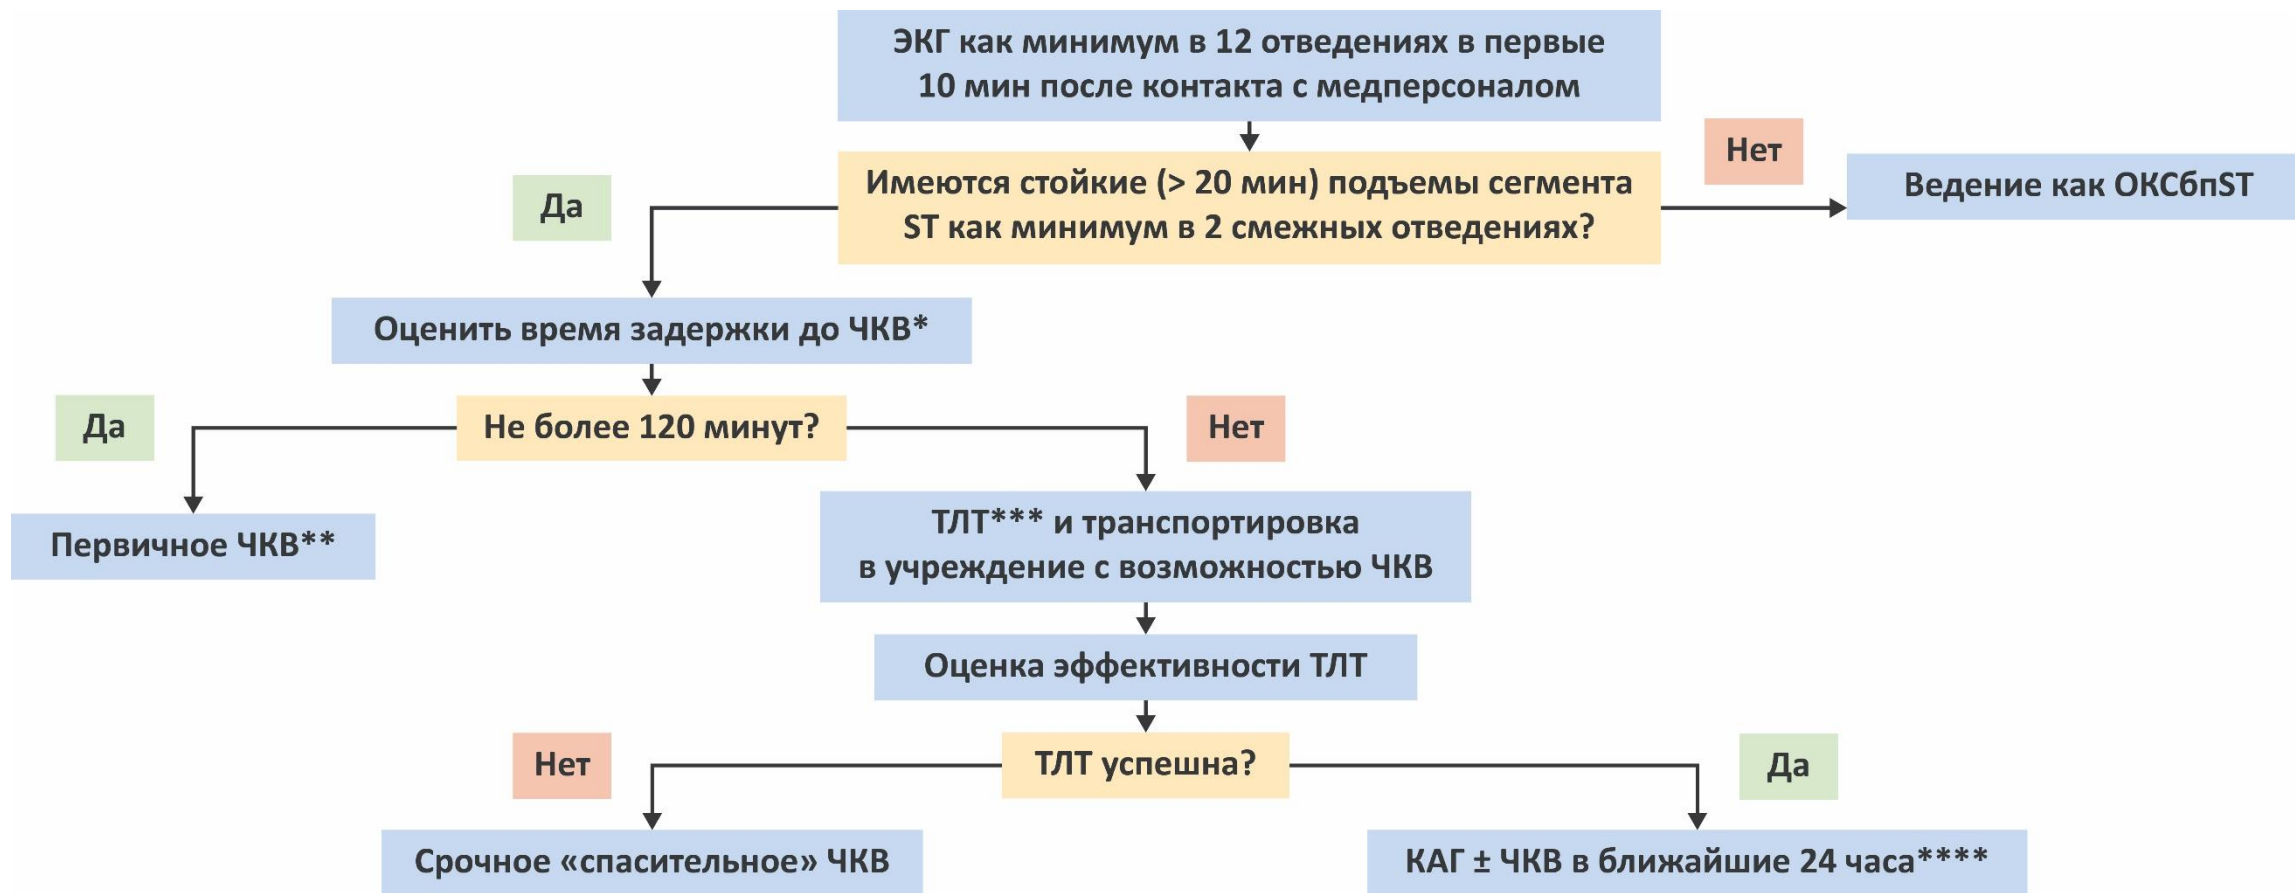 ЭКГ как минимум в 12 отведениях в первые
10 мин после контакта с медперсоналом
Нет
Имеются стойкие (> 20 мин) подъемы сегмента
ST как минимум в 2 смежных отведениях?
Ведение как ОКСбпST
Да
Оценить время задержки до ЧКВ*
Да
Не более 120 минут?
Нет
Первичное ЧКВ**
ТЛТ*** и транспортировка
в учреждение с возможностью ЧКВ
Оценка эффективности ТЛТ
Нет
ТЛТ успешна?
Да
Срочное «спасительное» ЧКВ
КАГ ± ЧКВ в ближайшие 24 часа****